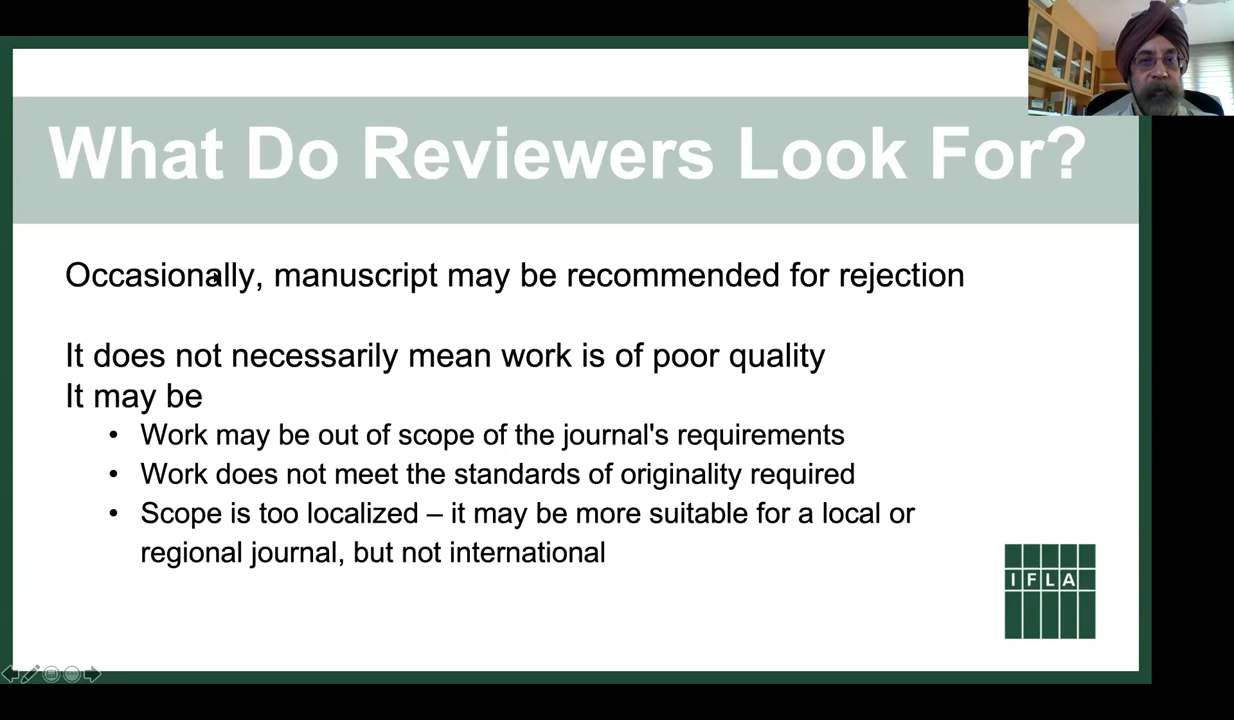 What Do Reviewers Look For?
Occasionally, manuscript may be recommended for rejection
It does not necessarily mean work is of poor quality
It may be
• Work may be out of scope of the journal's requirements
• Work does not meet the standards of originality required
• Scope is too localized – it may be more suitable for a local or
regional journal, but not international
IFLA